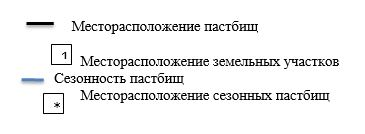 Месторасположение пастбищ
1 Месторасположение земельных участков
Сезонность пастбищ
* Месторасположение сезонных пастбищ